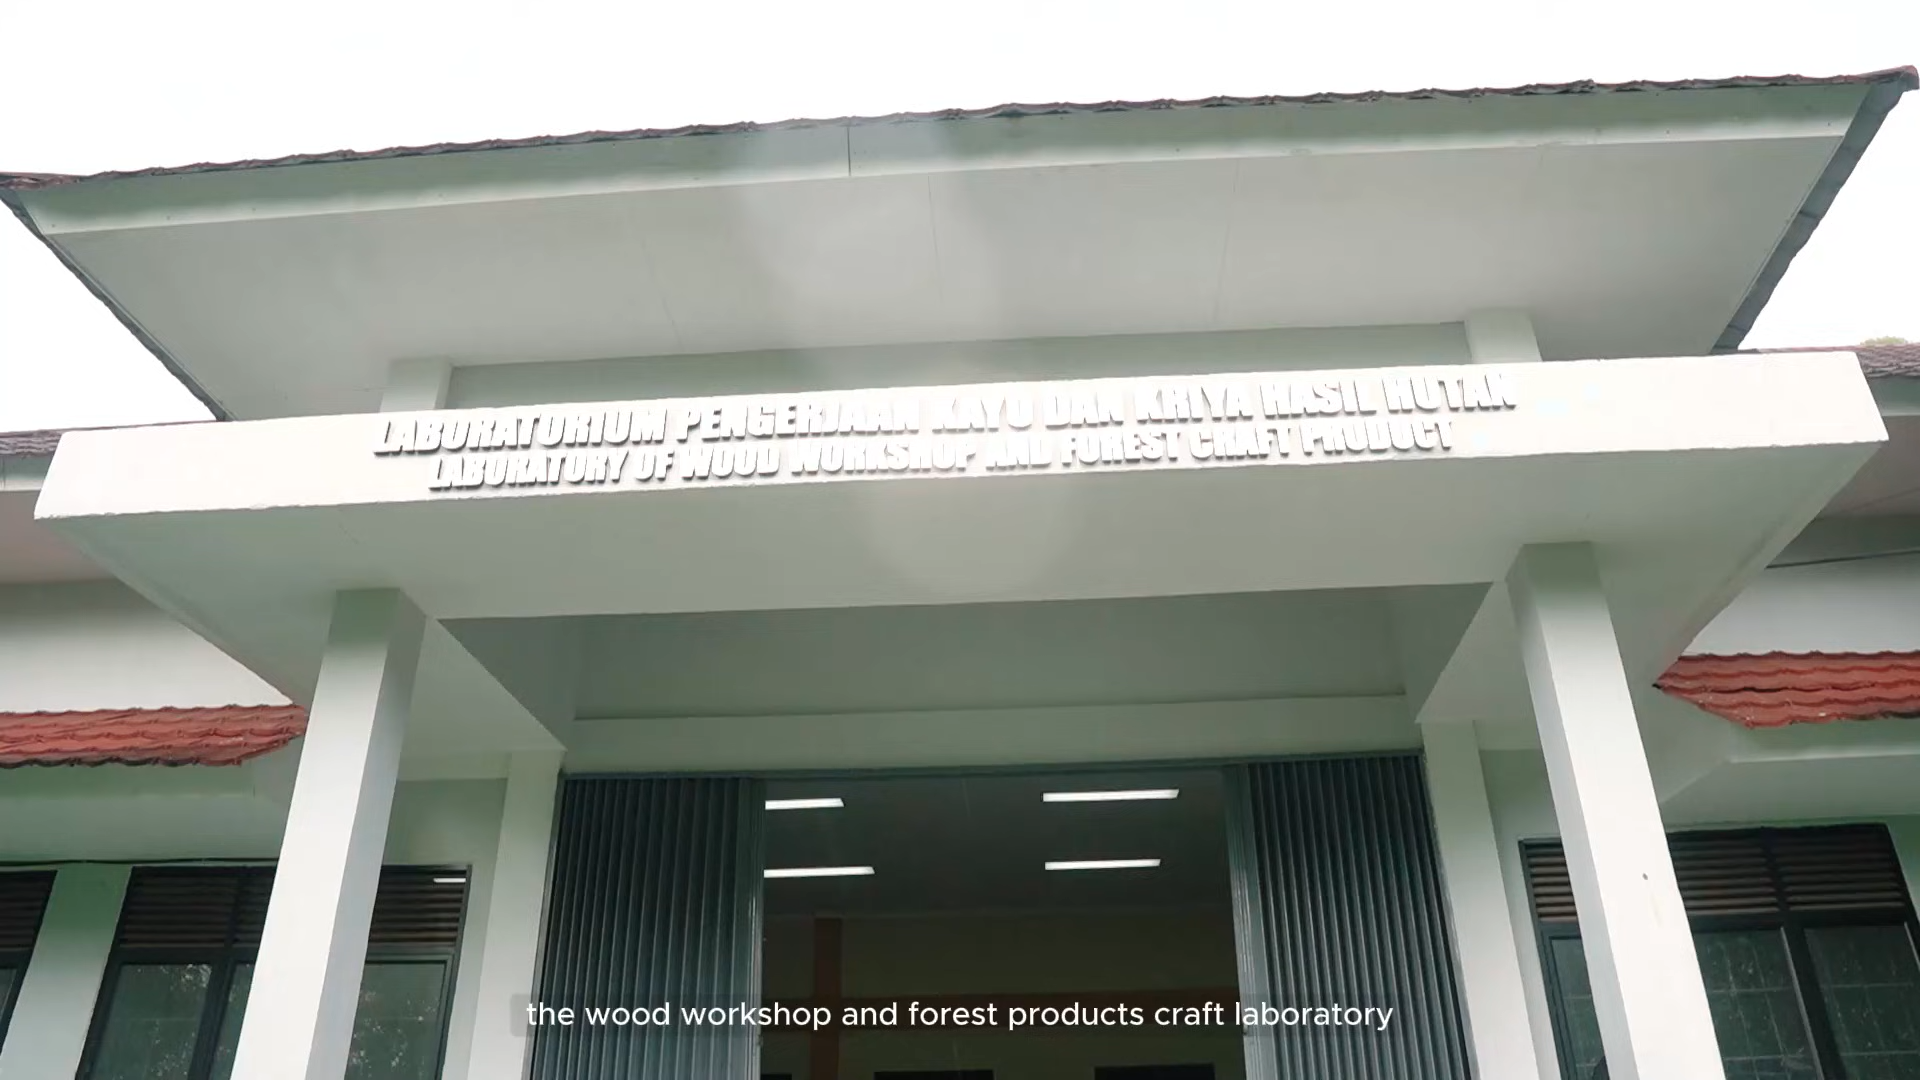 LABORATORIUM PENGERJAAN KAYU DAN KRIYA HASIL HUTAN
LABORATORY OF WOOD WORKSHOP AND FOREST CRAFT PRODUCT
the wood workshop and forest products craft laboratory